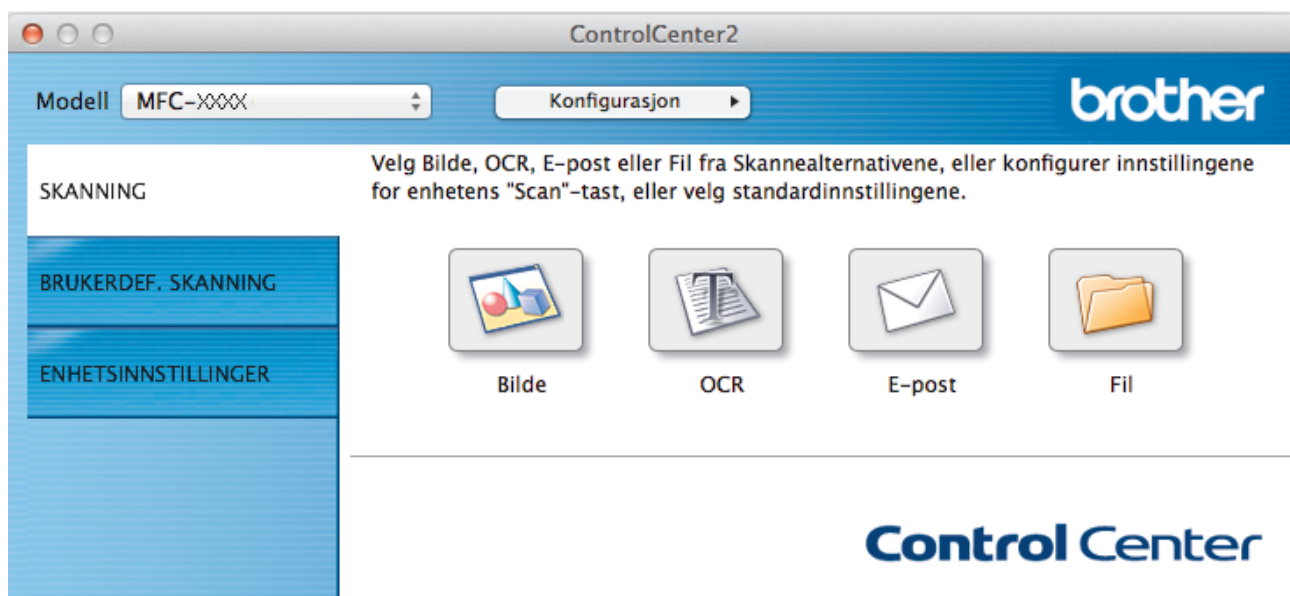 ControlCenter2
Modell MFC-XXXX Konfigurasjon
brother
SKANNING
Velg Bilde, OCR, E-post eller Fil fra Skannealternativene, eller konfigurer innstillingene
for enhetens "Scan"-tast, eller velg standardinnstillingene.
BRUKERDEF. SKANNING
ENHETSINNSTILLINGER
T
Bilde OCR E-post Fil
Control Center